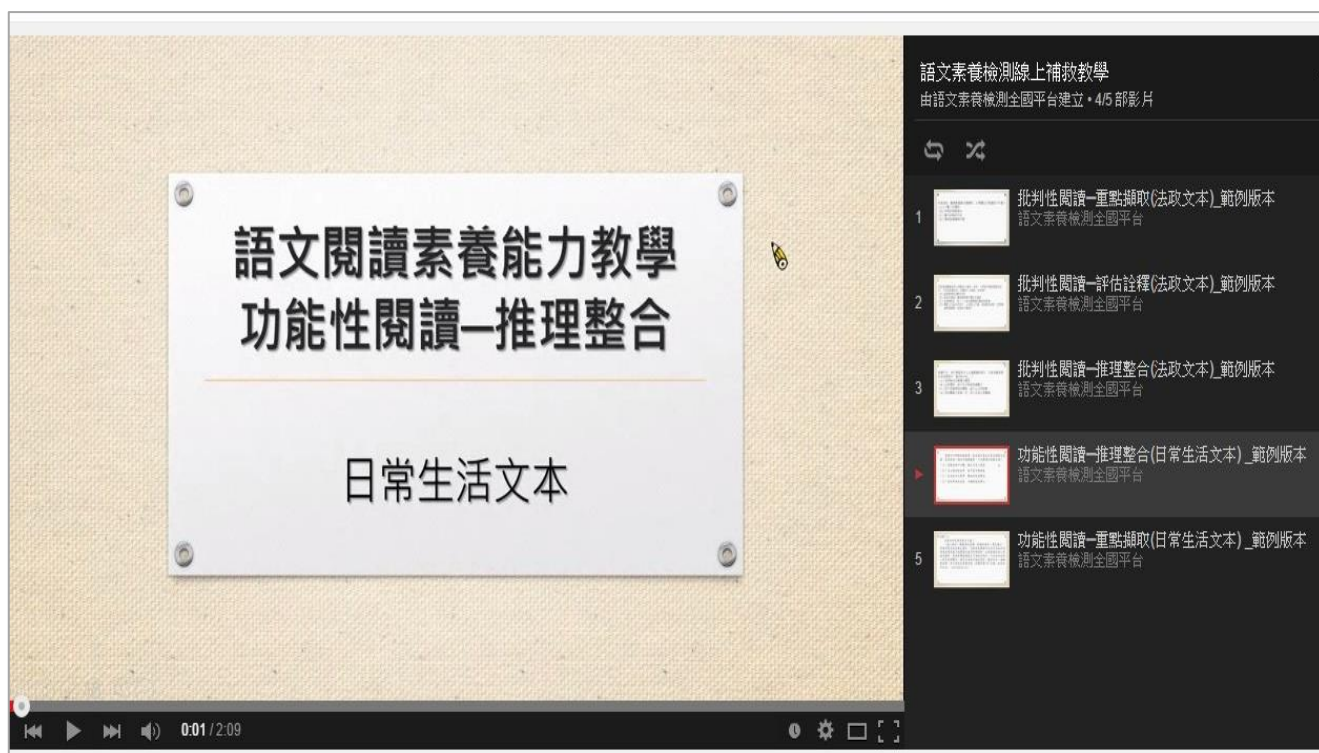 語文閱讀素養能力教學
功能性閱讀—推理整合
日常生活文本
0:01 / 2:09
語文素養檢測線上補救教學
由語文素養檢測全國平台建立 • 4/5 部影片
1
批判性閱讀—重點擷取(法政文本)_範例版本
語文素養檢測全國平台
2
批判性閱讀—評估詮釋(法政文本)_範例版本
語文素養檢測全國平台
3
批判性閱讀—推理整合(法政文本)_範例版本
語文素養檢測全國平台
功能性閱讀—推理整合(日常生活文本) _範例版本
語文素養檢測全國平台
5
功能性閱讀—重點擷取(日常生活文本) _範例版本
語文素養檢測全國平台